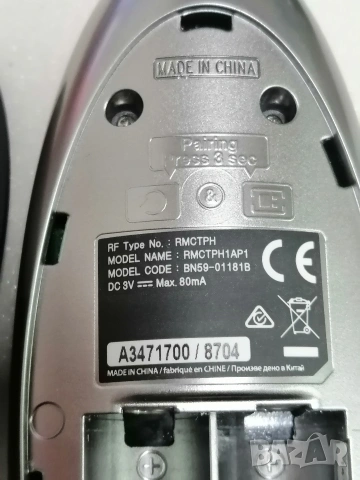 MADE IN CHINA
Pairing
Press 3 sec
&
RF Type No. : RMCTPH
MODEL NAME : RMCTPH1AP1
MODEL CODE : BN59-01181B
DC 3V Max. 80mA
A3471700 / 8704
MADE IN CHINA / fabriqué en CHINE / Произведено в Китай
BAZAR